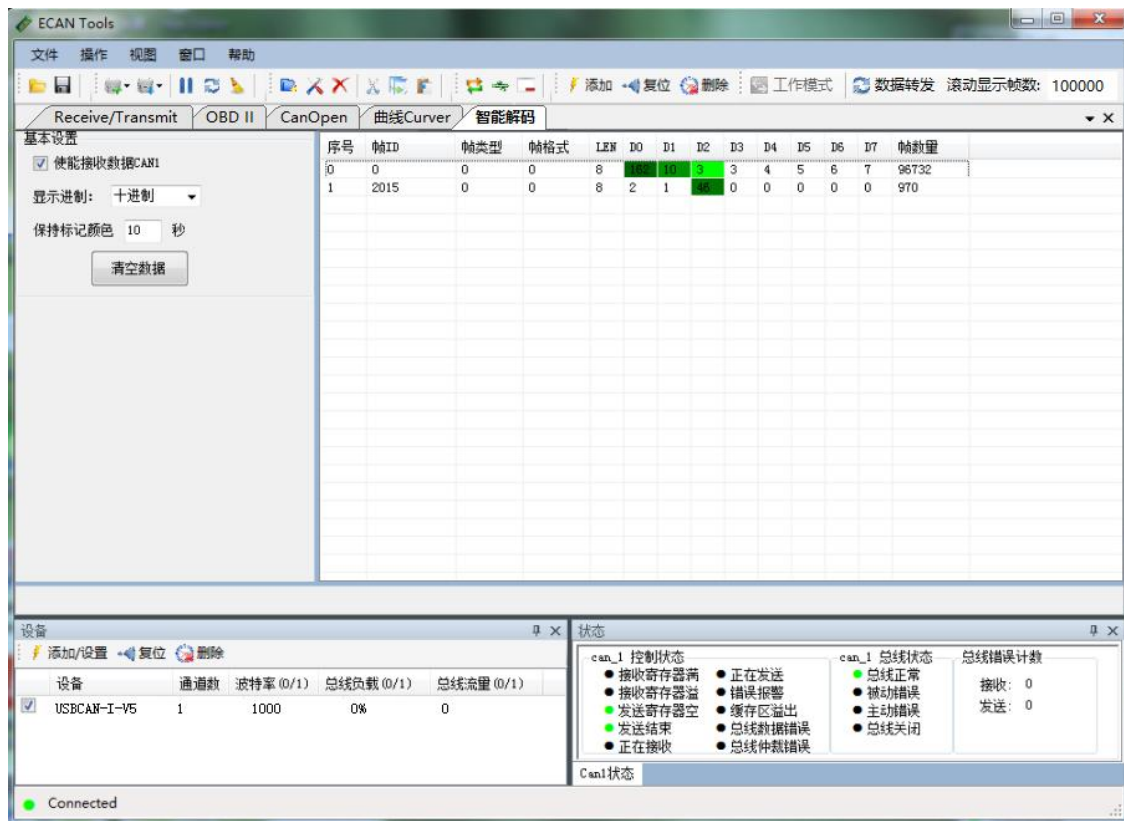 ECAN Tools
文件 操作 视图 窗口 帮助
添加 复位 删除 工作模式 数据转发 滚动显示帧数: 100000
Receive/Transmit OBD II CanOpen 曲线Curver 智能解码
基本设置
使能接收数据CAN1
显示进制: 十进制
保持标记颜色 10 秒
清空数据
序号 帧ID 帧类型 帧格式 LEN D0 D1 D2 D3 D4 D5 D6 D7 帧数量
0 0 0 0 8 162 10 3 3 4 5 6 7 96732
1 2015 0 0 8 2 1 46 0 0 0 0 0 970
设备
添加/设置 复位 删除
设备 通道数 波特率(0/1) 总线负载(0/1) 总线流量(0/1)
USBCAN-I-V5 1 1000 0% 0
状态
can_1 控制状态
接收寄存器满 正在发送
接收寄存器溢 错误报警
发送寄存器空 缓存区溢出
发送结束 总线数据错误
正在接收 总线仲裁错误
can_1 总线状态
总线正常
被动错误
主动错误
总线关闭
总线错误计数
接收: 0
发送: 0
Can1状态
Connected